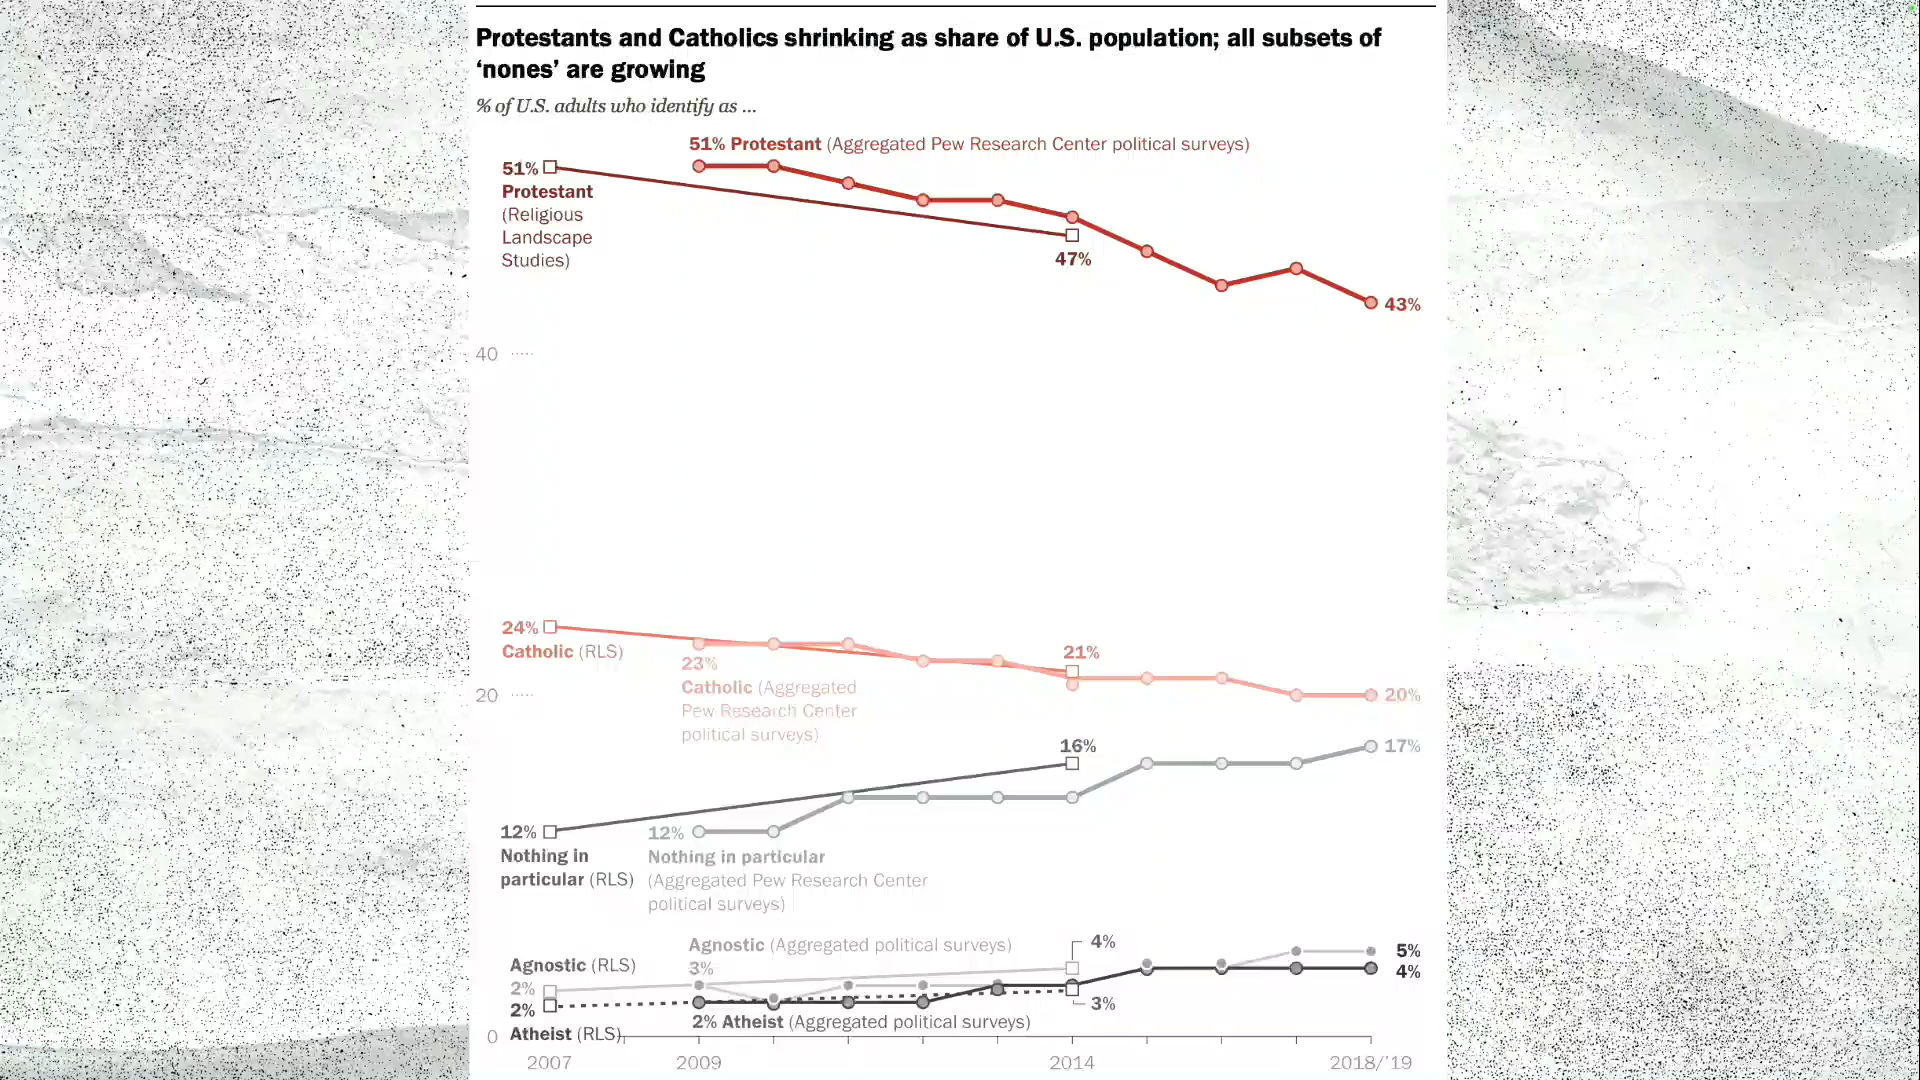 Protestants and Catholics shrinking as share of U.S. population; all subsets of
‘nones’ are growing
% of U.S. adults who identify as ...
51% Protestant (Aggregated Pew Research Center political surveys)
51%
Protestant
(Religious
Landscape
Studies)
47%
43%
40
24%
Catholic (RLS)
23%
Catholic (Aggregated
Pew Research Center
political surveys)
21%
20
20%
16%
17%
12%
Nothing in
particular (RLS)
12%
Nothing in particular
(Aggregated Pew Research Center
political surveys)
Agnostic (Aggregated political surveys)
3%
4%
5%
4%
Agnostic (RLS)
2%
2%
Atheist (RLS)
3%
2% Atheist (Aggregated political surveys)
0
2007
2009
2014
2018/’19